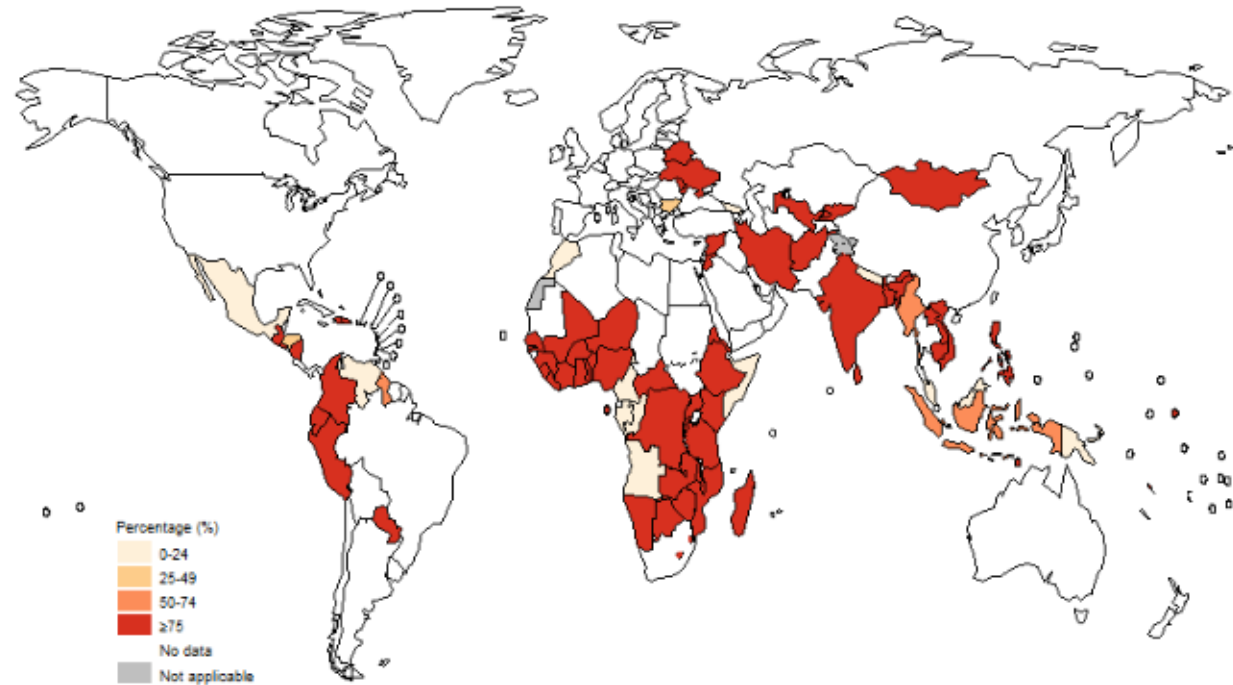 Percentage (%)
0-24
25-49
50-74
≥75
No data
Not applicable